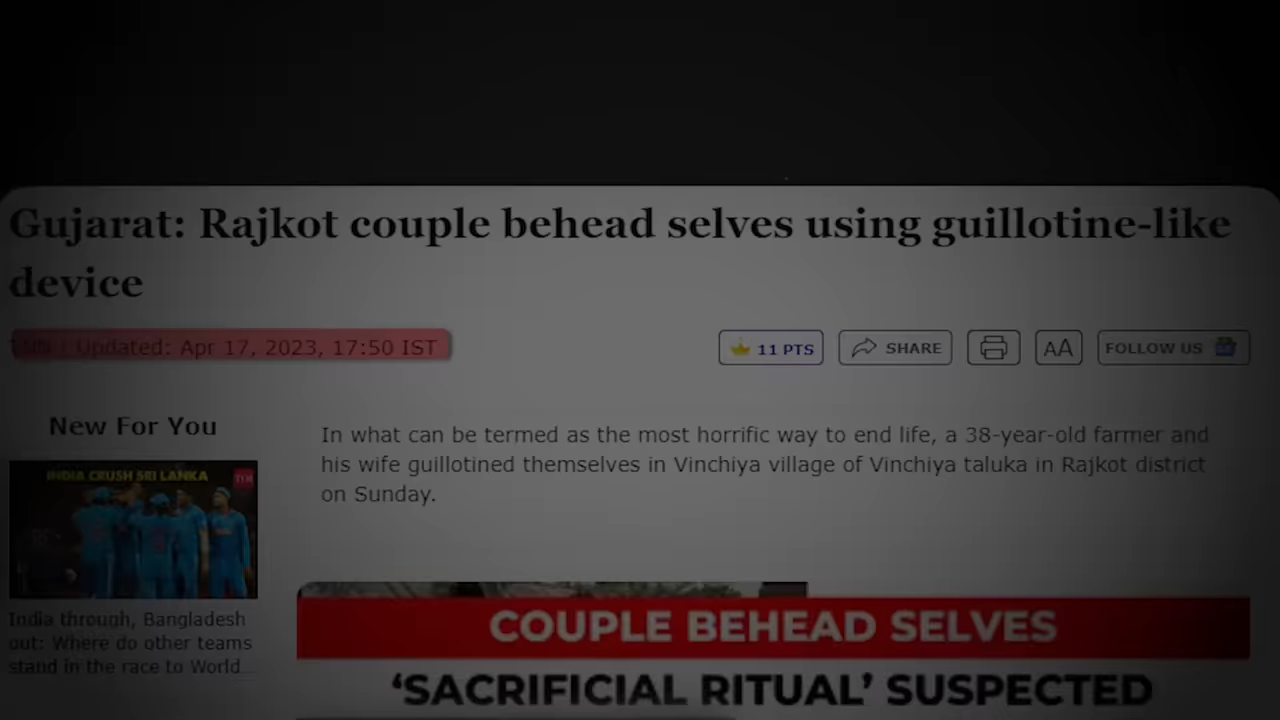 Gujarat: Rajkot couple behead selves using guillotine-like
device
TNN | Updated: Apr 17, 2023, 17:50 IST
11 PTS
SHARE
AA
FOLLOW US
New For You
In what can be termed as the most horrific way to end life, a 38-year-old farmer and
his wife guillotined themselves in Vinchiya village of Vinchiya taluka in Rajkot district
on Sunday.
INDIA CRUSH SRI LANKA
TOI
India through, Bangladesh
out: Where do other teams
stand in the race to World...
COUPLE BEHEAD SELVES
‘SACRIFICIAL RITUAL’ SUSPECTED